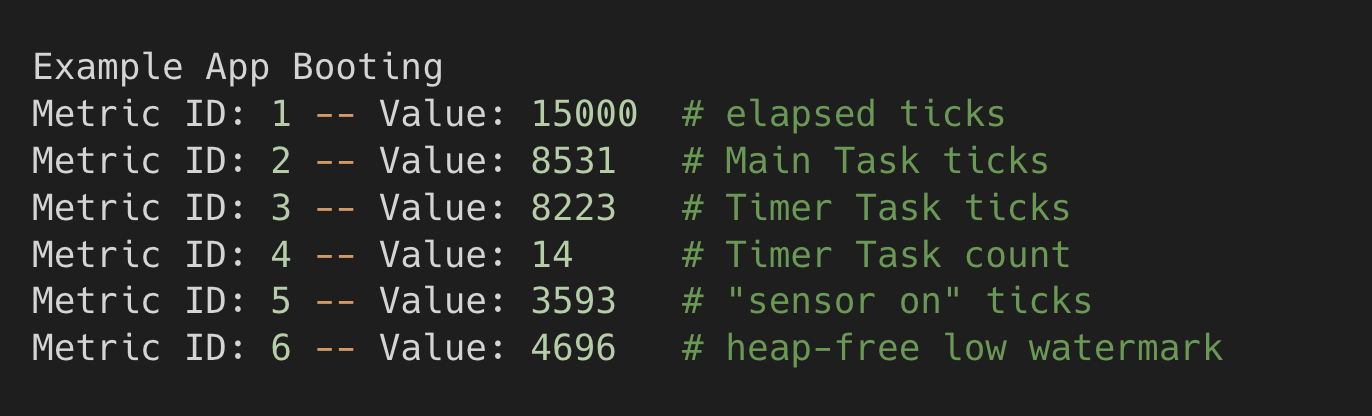 Example App Booting
Metric ID: 1 -- Value: 15000  # elapsed ticks
Metric ID: 2 -- Value: 8531   # Main Task ticks
Metric ID: 3 -- Value: 8223   # Timer Task ticks
Metric ID: 4 -- Value: 14     # Timer Task count
Metric ID: 5 -- Value: 3593   # "sensor on" ticks
Metric ID: 6 -- Value: 4696   # heap-free low watermark